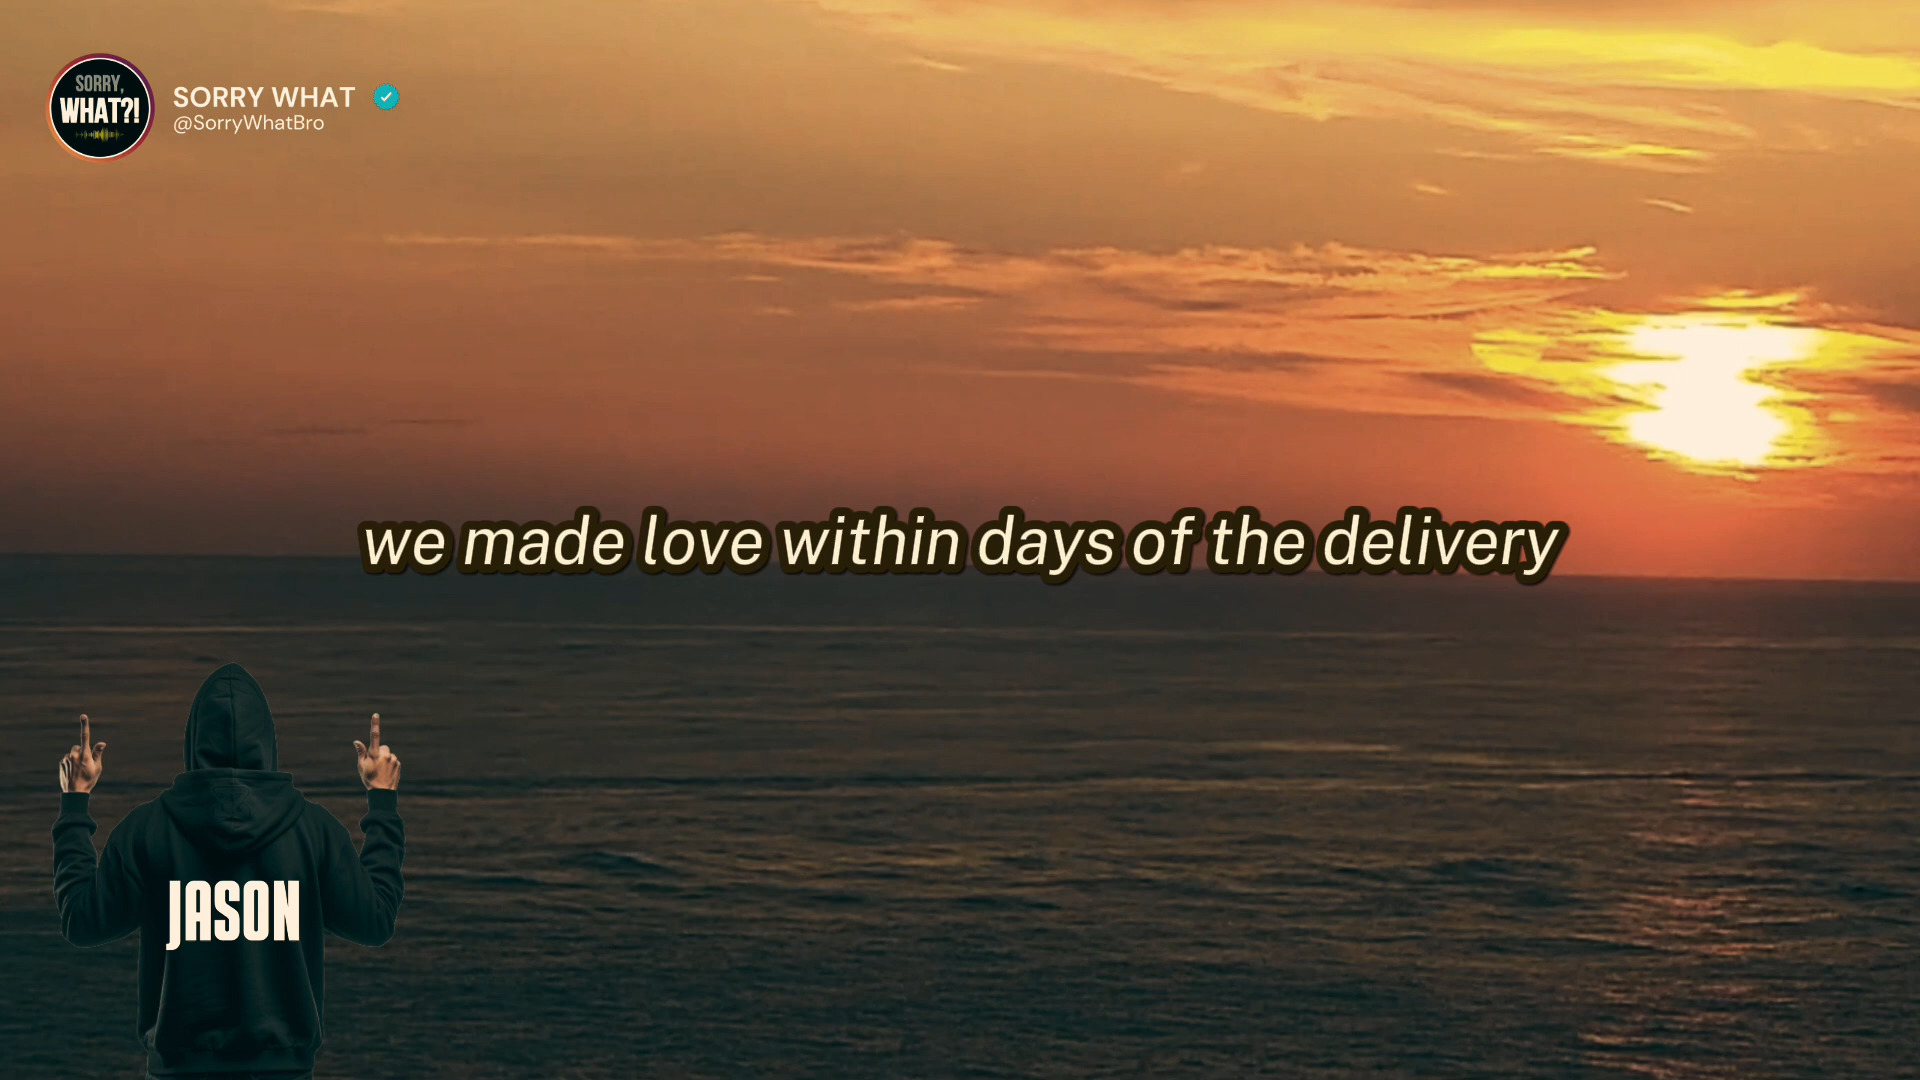 SORRY,
WHAT?!
SORRY WHAT
@SorryWhatBro
we made love within days of the delivery
JASON